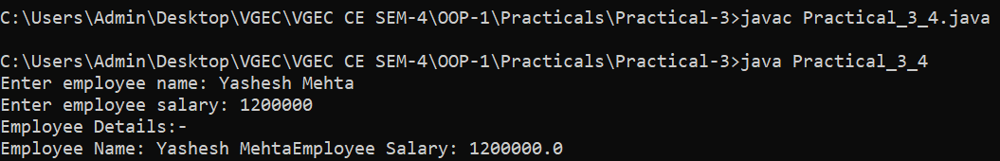 C:\Users\Admin\Desktop\VGEC\VGEC CE SEM-4\OOP-1\Practicals\Practical-3>javac Practical_3_4.java
C:\Users\Admin\Desktop\VGEC\VGEC CE SEM-4\OOP-1\Practicals\Practical-3>java Practical_3_4
Enter employee name: Yashesh Mehta
Enter employee salary: 1200000
Employee Details:-
Employee Name: Yashesh MehtaEmployee Salary: 1200000.0